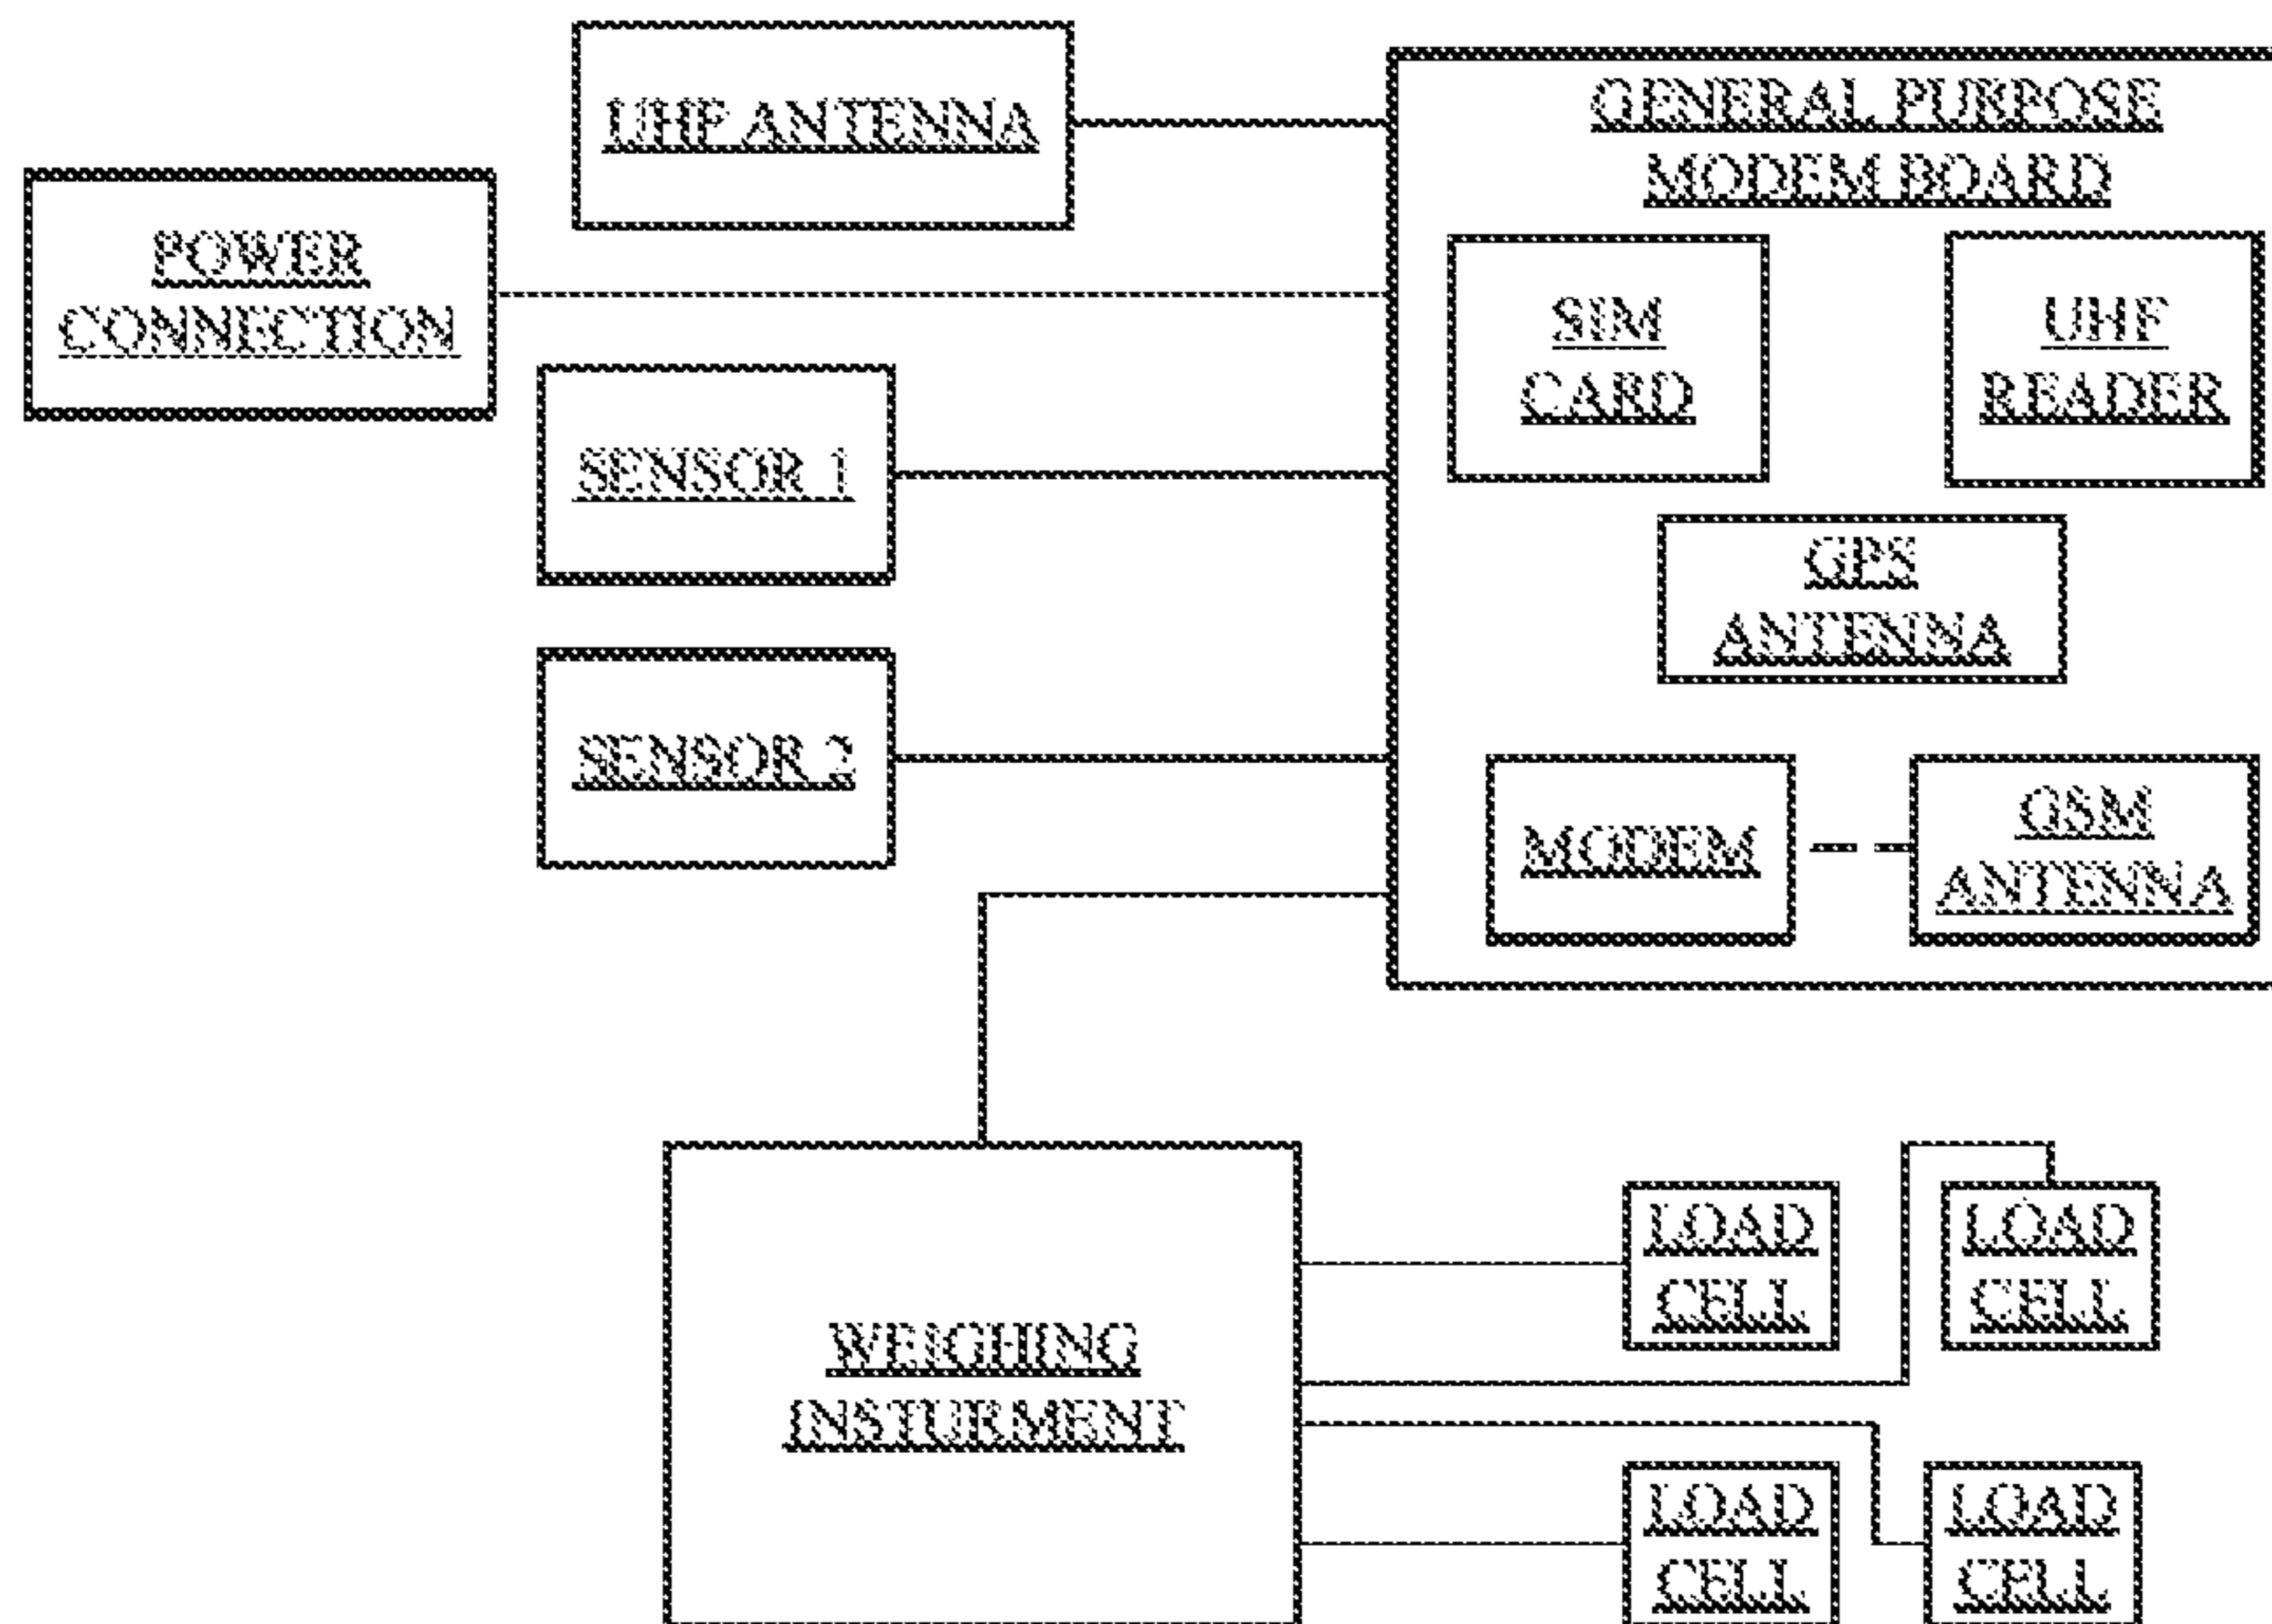 UHF ANTENNA
POWER
CONNECTION
SENSOR 1
SENSOR 2
GENERAL PURPOSE
MODEM BOARD
SIM
CARD
UHF
READER
GPS
ANTENNA
MODEM
GSM
ANTENNA
WEIGHING
INSTURMENT
LOAD
CELL
LOAD
CELL
LOAD
CELL
LOAD
CELL